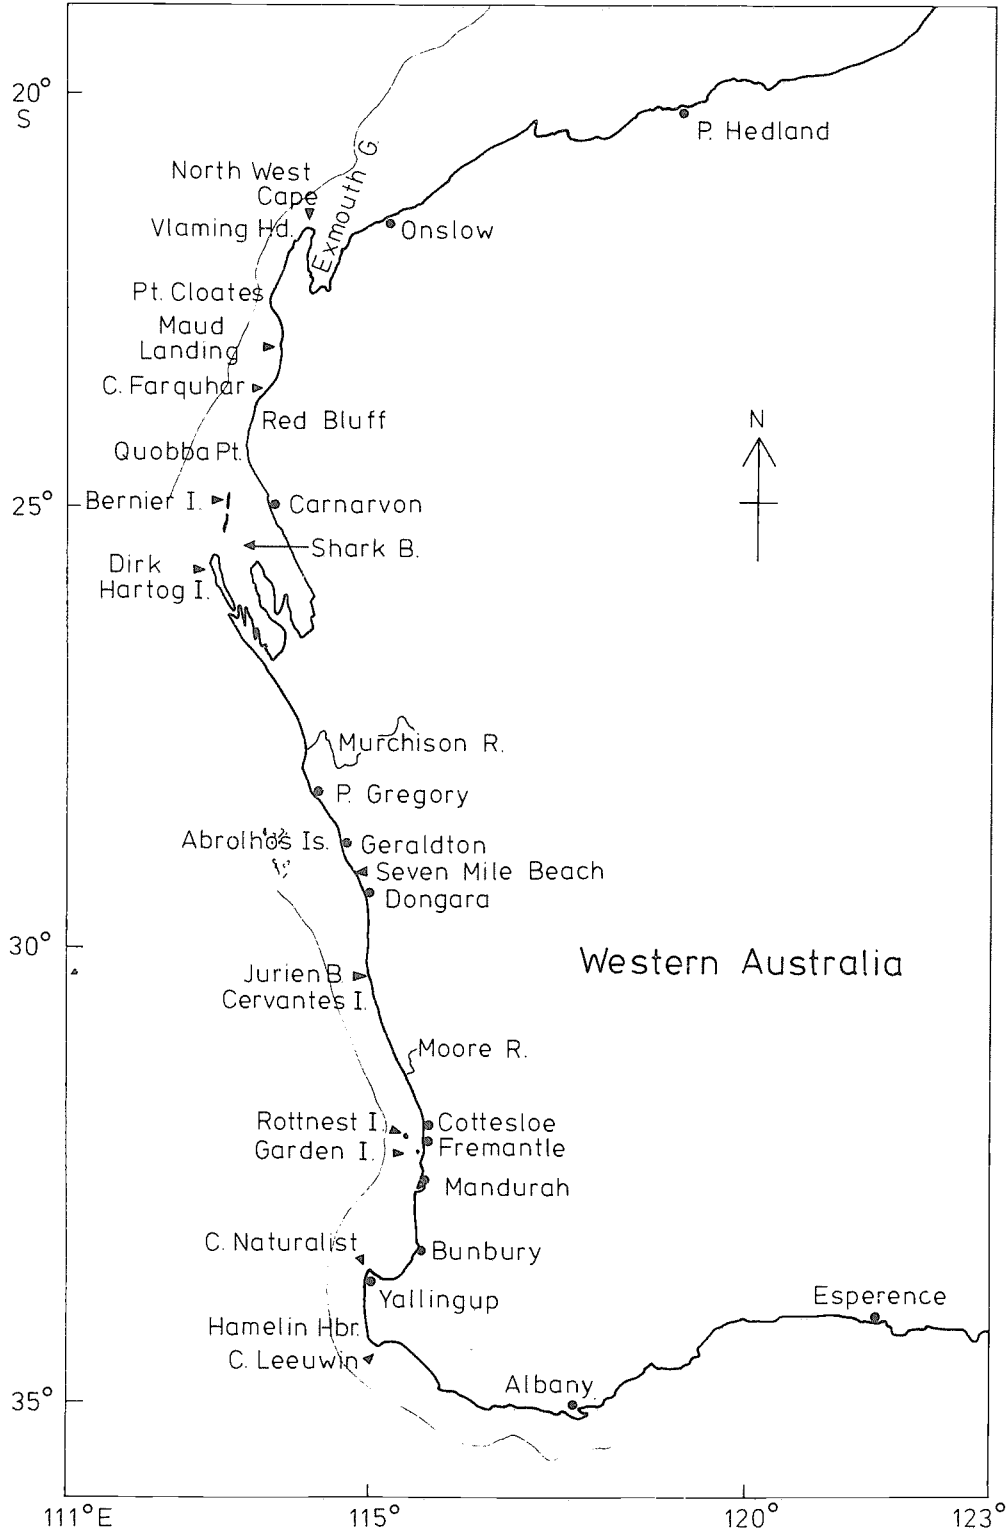 20°
S
P. Hedland
North West
Cape
Vlaming Hd.
Exmouth G.
Onslow
Pt. Cloates
Maud
Landing
C. Farquhar
Red Bluff
N
Quobba Pt.
Bernier I.
25°
Carnarvon
Shark B.
Dirk
Hartog I.
Murchison R.
P. Gregory
Abrolhos Is.
Geraldton
Seven Mile Beach
Dongara
30°
Western Australia
Jurien B
Cervantes I.
Moore R.
Rottnest I.
Cottesloe
Garden I.
Fremantle
Mandurah
C. Naturalist
Bunbury
Yallingup
Esperence
Hamelin Hbr.
C. Leeuwin
Albany
35°
111°E
115°
120°
123°